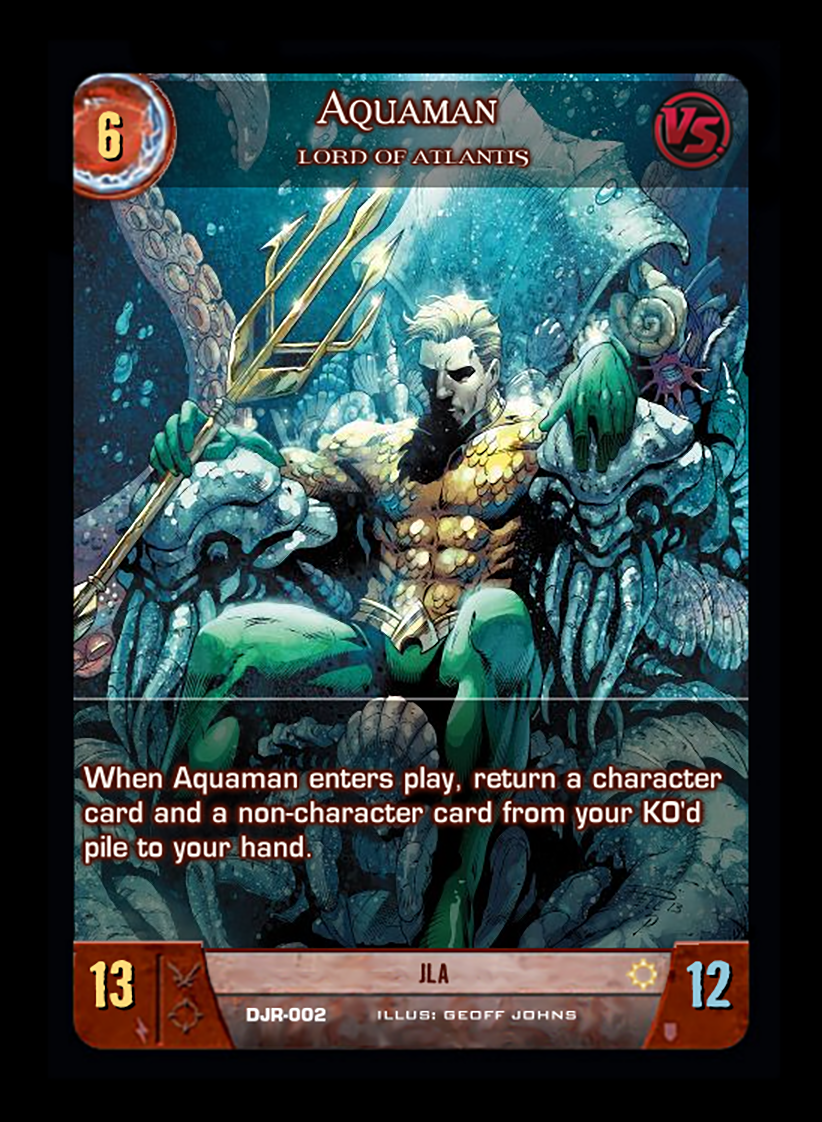 6
AQUAMAN
VS.
LORD OF ATLANTIS
When Aquaman enters play, return a character
card and a non-character card from your KO'd
pile to your hand.
13
JLA
12
DJR-002
ILLUS: GEOFF JOHNS